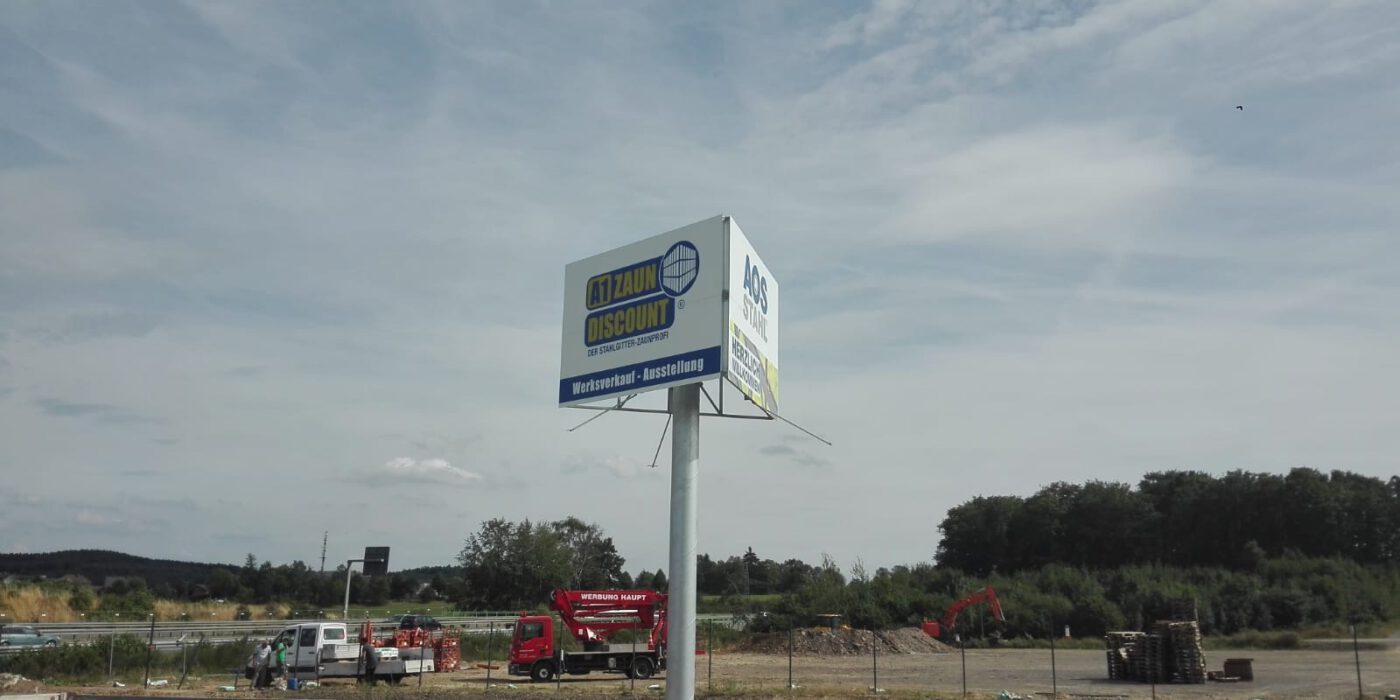 A1 ZAUN
DISCOUNT
®
DER STAHLGITTER-ZAUNPROFI
Werksverkauf - Ausstellung
AOS
STAHL
HERZLICH
WILLKOMMEN
WERBUNG HAUPT